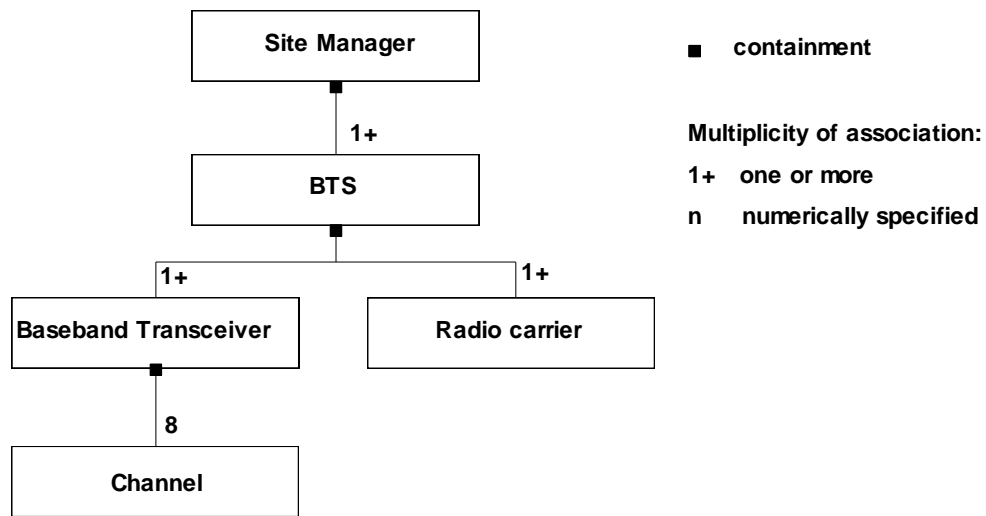 Site Manager
containment
1+
Multiplicity of association:
1+ one or more
n numerically specified
BTS
1+
1+
Baseband Transceiver
Radio carrier
8
Channel